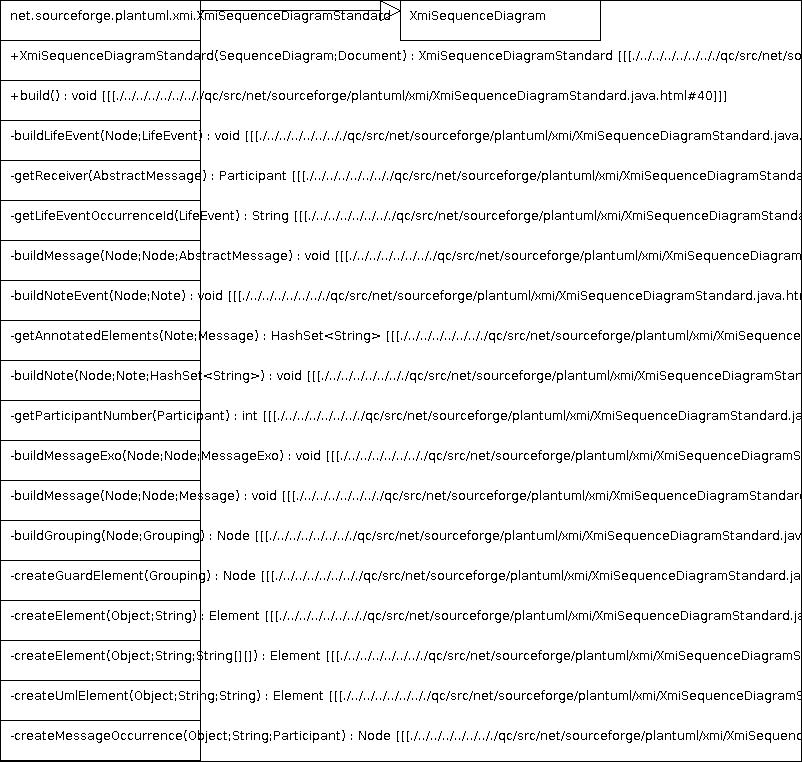 net.sourceforge.plantuml.xmi.XmiSequenceDiagramStandard
XmiSequenceDiagram
+XmiSequenceDiagramStandard(SequenceDiagram;Document) : XmiSequenceDiagramStandard [[[./../../../../../../../qc/src/net/so
+build() : void [[[./../../../../../../../qc/src/net/sourceforge/plantuml/xmi/XmiSequenceDiagramStandard.java.html#40]]]
-buildLifeEvent(Node;LifeEvent) : void [[[./../../../../../../../qc/src/net/sourceforge/plantuml/xmi/XmiSequenceDiagramStandard.java.
-getReceiver(AbstractMessage) : Participant [[[./../../../../../../../qc/src/net/sourceforge/plantuml/xmi/XmiSequenceDiagramStanda
-getLifeEventOccurrenceId(LifeEvent) : String [[[./../../../../../../../qc/src/net/sourceforge/plantuml/xmi/XmiSequenceDiagramStanda
-buildMessage(Node;Node;AbstractMessage) : void [[[./../../../../../../../qc/src/net/sourceforge/plantuml/xmi/XmiSequenceDiagram
-buildNoteEvent(Node;Note) : void [[[./../../../../../../../qc/src/net/sourceforge/plantuml/xmi/XmiSequenceDiagramStandard.java.ht
-getAnnotatedElements(Note;Message) : HashSet<String> [[[./../../../../../../../qc/src/net/sourceforge/plantuml/xmi/XmiSequence
-buildNote(Node;Note;HashSet<String>) : void [[[./../../../../../../../qc/src/net/sourceforge/plantuml/xmi/XmiSequenceDiagramStan
-getParticipantNumber(Participant) : int [[[./../../../../../../../qc/src/net/sourceforge/plantuml/xmi/XmiSequenceDiagramStandard.ja
-buildMessageExo(Node;Node;MessageExo) : void [[[./../../../../../../../qc/src/net/sourceforge/plantuml/xmi/XmiSequenceDiagramS
-buildMessage(Node;Node;Message) : void [[[./../../../../../../../qc/src/net/sourceforge/plantuml/xmi/XmiSequenceDiagramStandar
-buildGrouping(Node;Grouping) : Node [[[./../../../../../../../qc/src/net/sourceforge/plantuml/xmi/XmiSequenceDiagramStandard.jav
-createGuardElement(Grouping) : Node [[[./../../../../../../../qc/src/net/sourceforge/plantuml/xmi/XmiSequenceDiagramStandard.ja
-createElement(Object;String) : Element [[[./../../../../../../../qc/src/net/sourceforge/plantuml/xmi/XmiSequenceDiagramStandard.ja
-createElement(Object;String;String[][]) : Element [[[./../../../../../../../qc/src/net/sourceforge/plantuml/xmi/XmiSequenceDiagramS
-createUmlElement(Object;String;String) : Element [[[./../../../../../../../qc/src/net/sourceforge/plantuml/xmi/XmiSequenceDiagramS
-createMessageOccurrence(Object;String;Participant) : Node [[[./../../../../../../../qc/src/net/sourceforge/plantuml/xmi/XmiSequenc